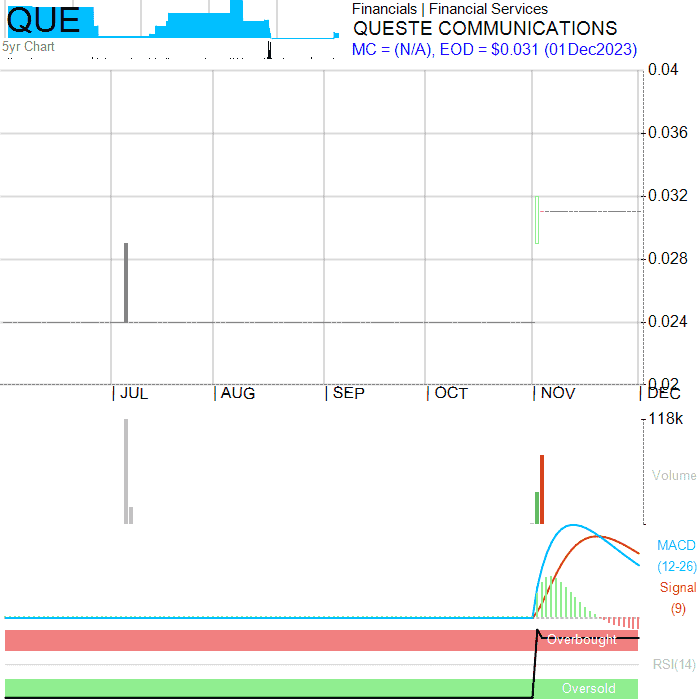 QUE
5yr Chart
Financials | Financial Services
QUESTE COMMUNICATIONS
MC = (N/A), EOD = $0.031 (01Dec2023)
0.04
0.036
0.032
0.028
0.024
0.02
| JUL | AUG | SEP | OCT | NOV | DEC
118k
Volume
MACD
(12-26)
Signal
(9)
Overbought
RSI(14)
Oversold